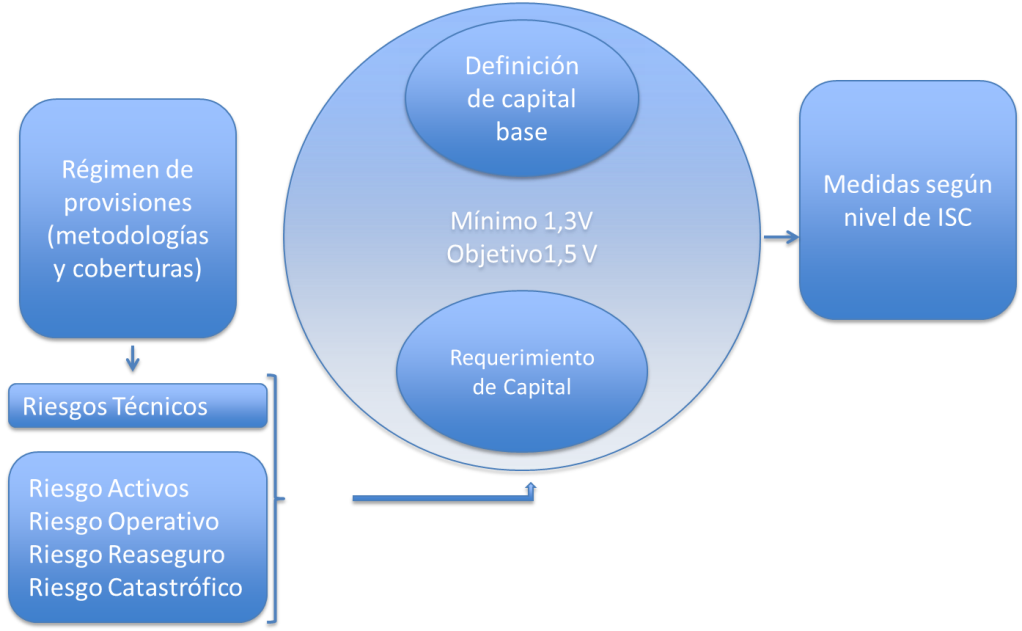 Régimen de
provisiones
(metodologías
y coberturas)
Riesgos Técnicos
Riesgo Activos
Riesgo Operativo
Riesgo Reaseguro
Riesgo Catastrófico
Definición
de capital
base
Mínimo 1,3V
Objetivo1,5 V
Requerimiento
de Capital
Medidas según
nivel de ISC